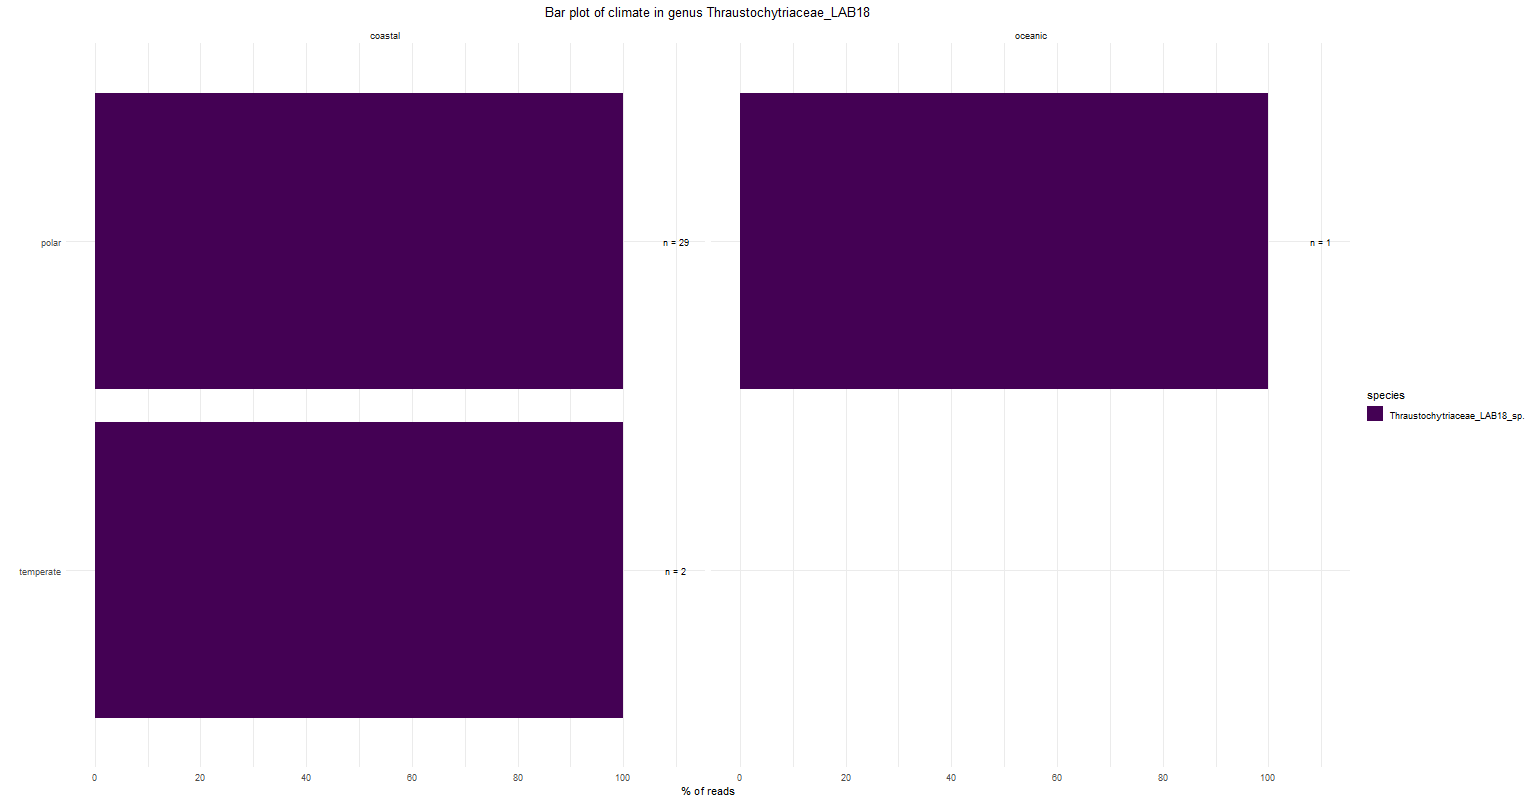 Bar plot of climate in genus Thraustochytriaceae_LAB18
coastal
oceanic
polar
n = 29
n = 1
temperate
n = 2
species
Thraustochytriaceae_LAB18_sp.
0 20 40 60 80 100
0 20 40 60 80 100
% of reads